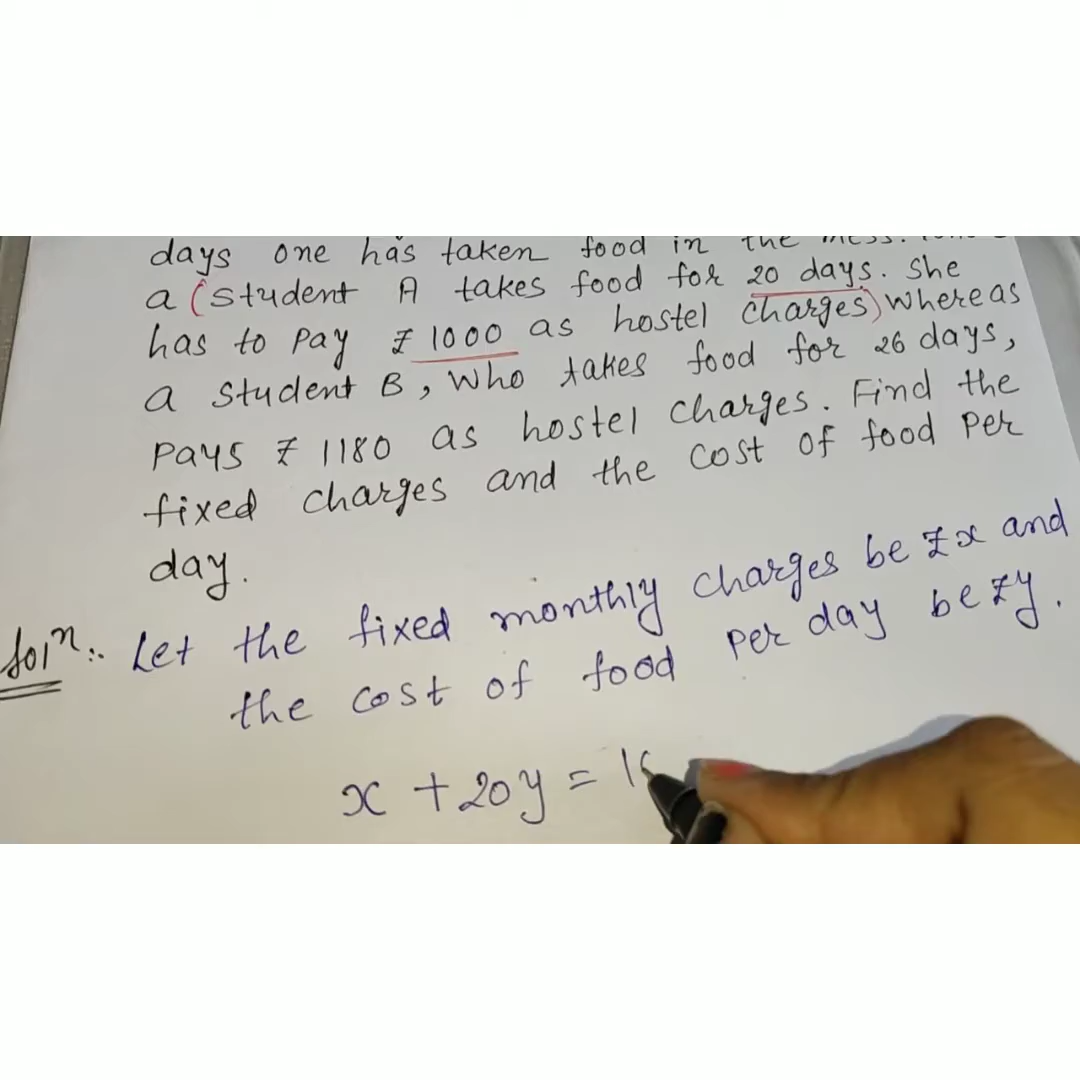 days one has taken food in the mess.
a (student A takes food for 20 days. She
has to pay ₹ 1000 as hostel charges) Whereas
a student B, Who takes food for 26 days,
pays ₹ 1180 as hostel charges. Find the
fixed charges and the cost of food per
day.
Solⁿ:. Let the fixed monthly charges be ₹x and
the cost of food per day be ₹y.
x + 20y = 10